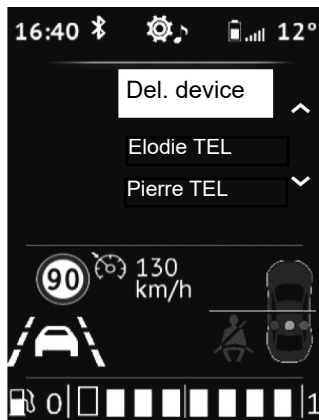 16:40 12°
Del. device
Elodie TEL
Pierre TEL
90 130
km/h
0 1